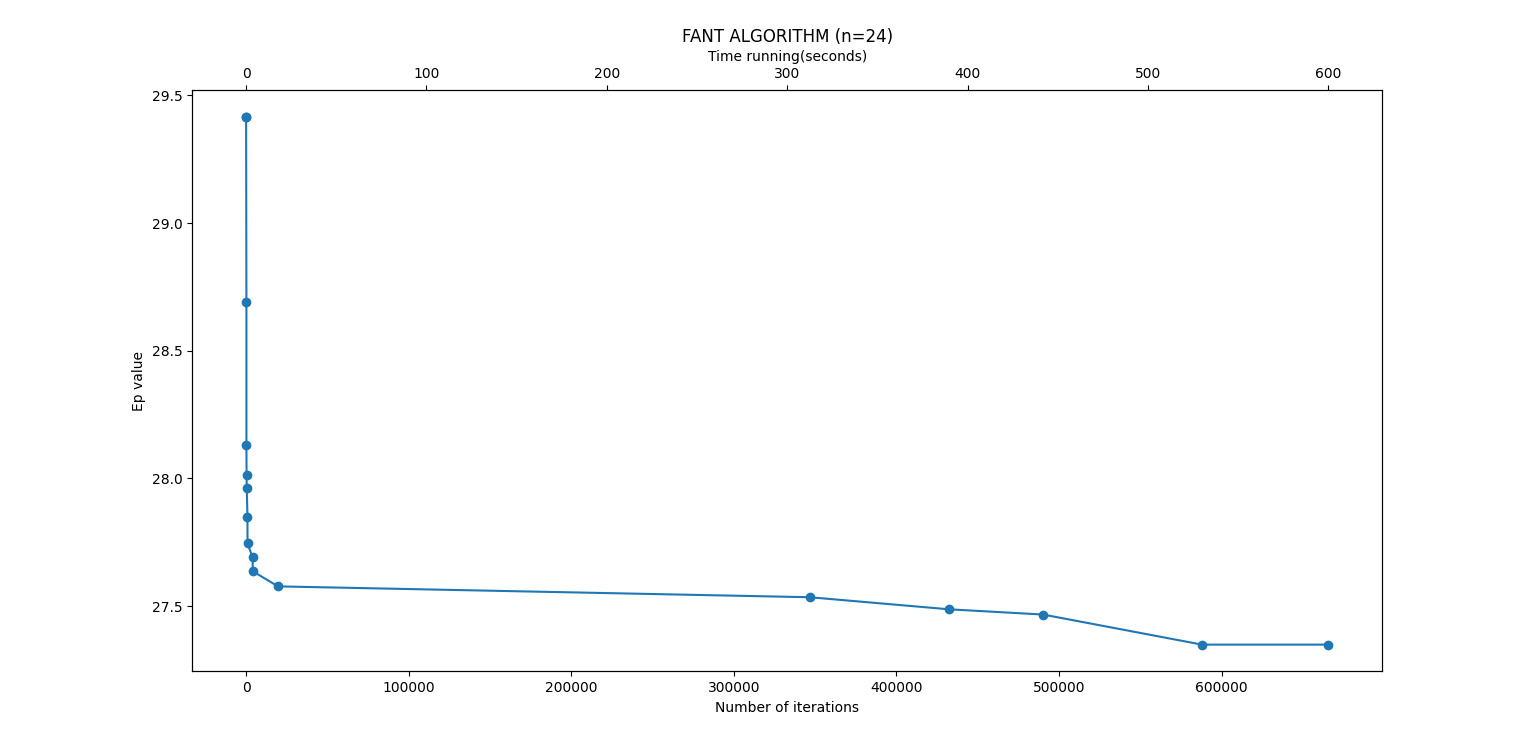 FANT ALGORITHM (n=24)
Time running(seconds)
0 100 200 300 400 500 600
29.5
29.0
28.5
28.0
27.5
Ep value
0 100000 200000 300000 400000 500000 600000
Number of iterations